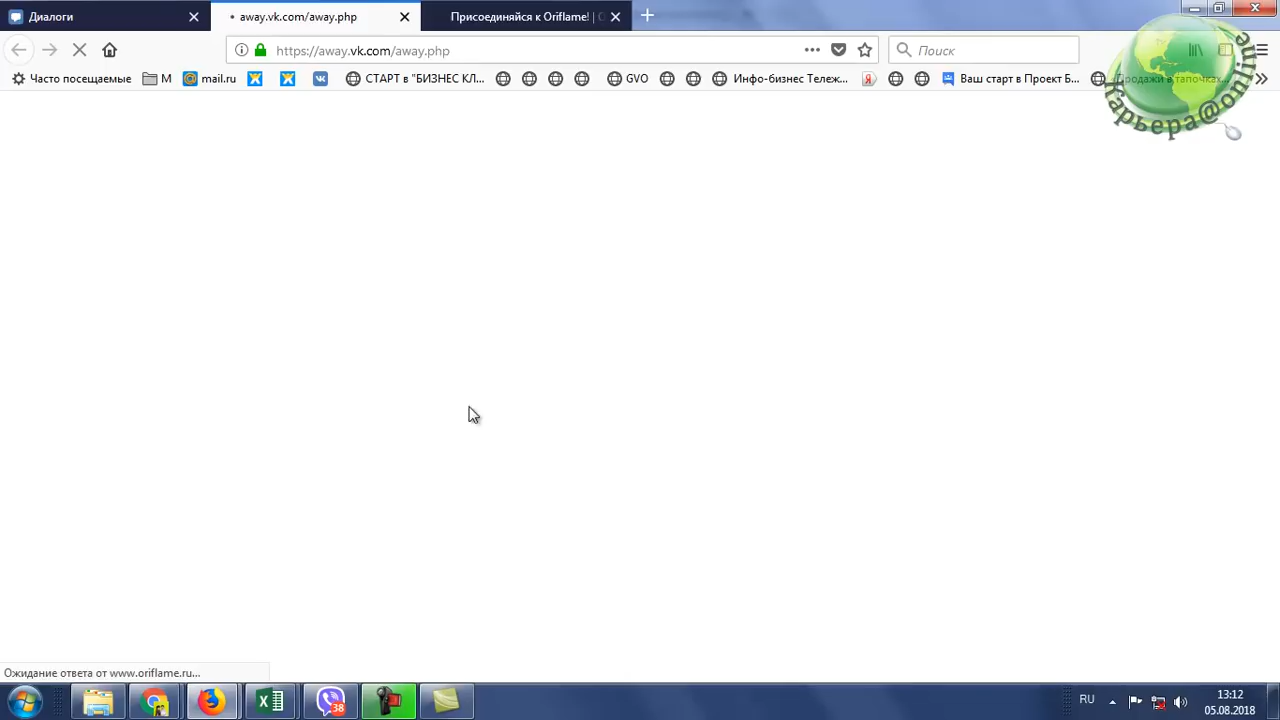 Диалоги
away.vk.com/away.php
Присоединяйся к Oriflame! |
https://away.vk.com/away.php
Поиск
Часто посещаемые
М
mail.ru
СТАРТ в "БИЗНЕС КЛ...
GVO
Инфо-бизнес Тележ...
Я
Ваш старт в Проект Б...
Продажи в тапочках...
Карьера@online
Ожидание ответа от www.oriflame.ru...
38
RU
13:12
05.08.2018